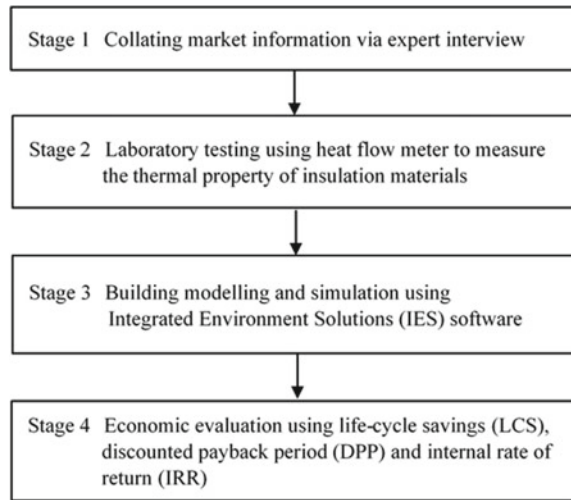 Stage 1 Collating market information via expert interview
Stage 2 Laboratory testing using heat flow meter to measure
the thermal property of insulation materials
Stage 3 Building modelling and simulation using
Integrated Environment Solutions (IES) software
Stage 4 Economic evaluation using life-cycle savings (LCS),
discounted payback period (DPP) and internal rate of
return (IRR)